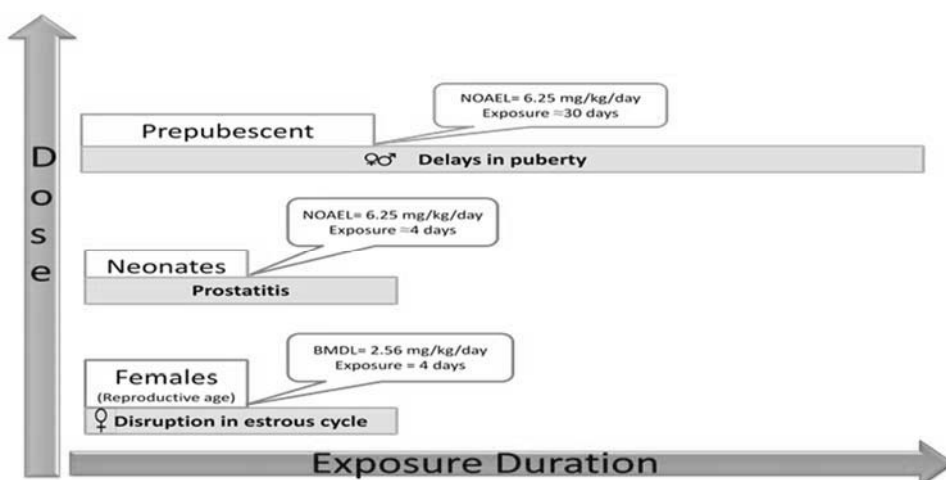 Dose
NOAEL= 6.25 mg/kg/day
Exposure ≈30 days
Prepubescent
♀♂ Delays in puberty
NOAEL= 6.25 mg/kg/day
Exposure ≈4 days
Neonates
Prostatitis
BMDL= 2.56 mg/kg/day
Exposure = 4 days
Females
(Reproductive age)
♀ Disruption in estrous cycle
Exposure Duration